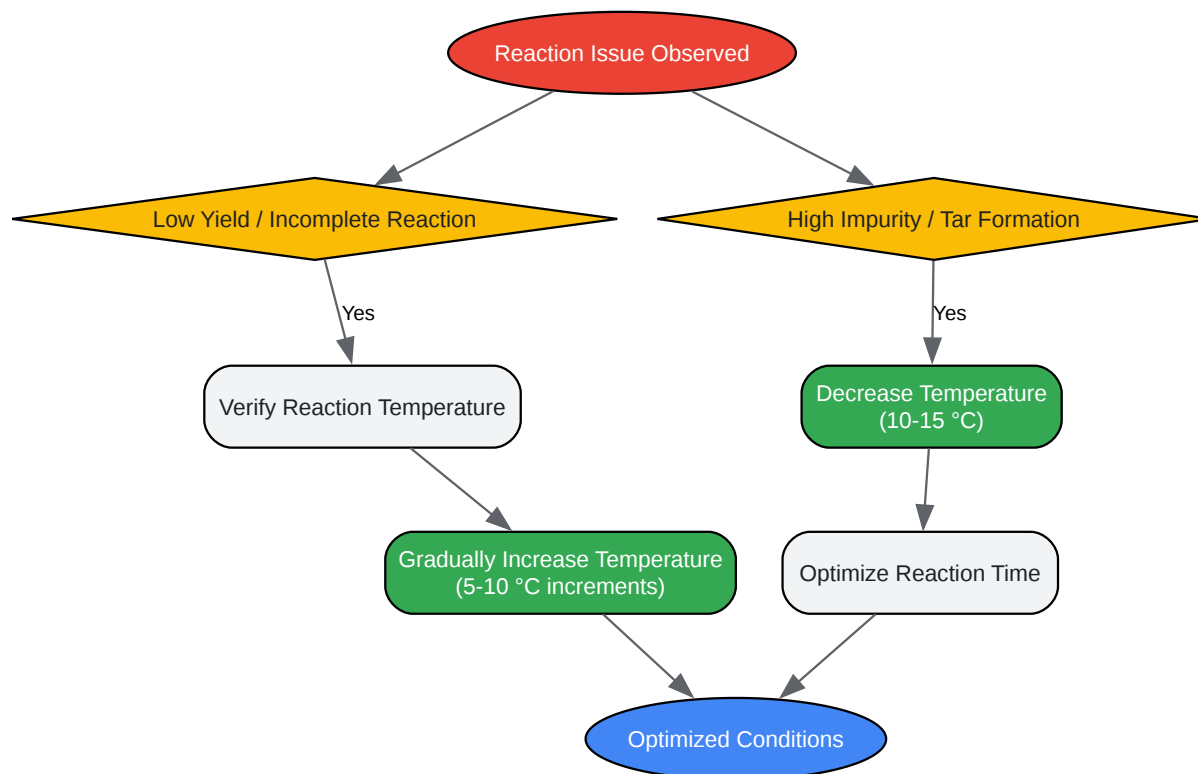 Reaction Issue Observed
Low Yield / Incomplete Reaction
High Impurity / Tar Formation
Yes
Yes
Verify Reaction Temperature
Decrease Temperature
(10-15 °C)
Gradually Increase Temperature
(5-10 °C increments)
Optimize Reaction Time
Optimized Conditions